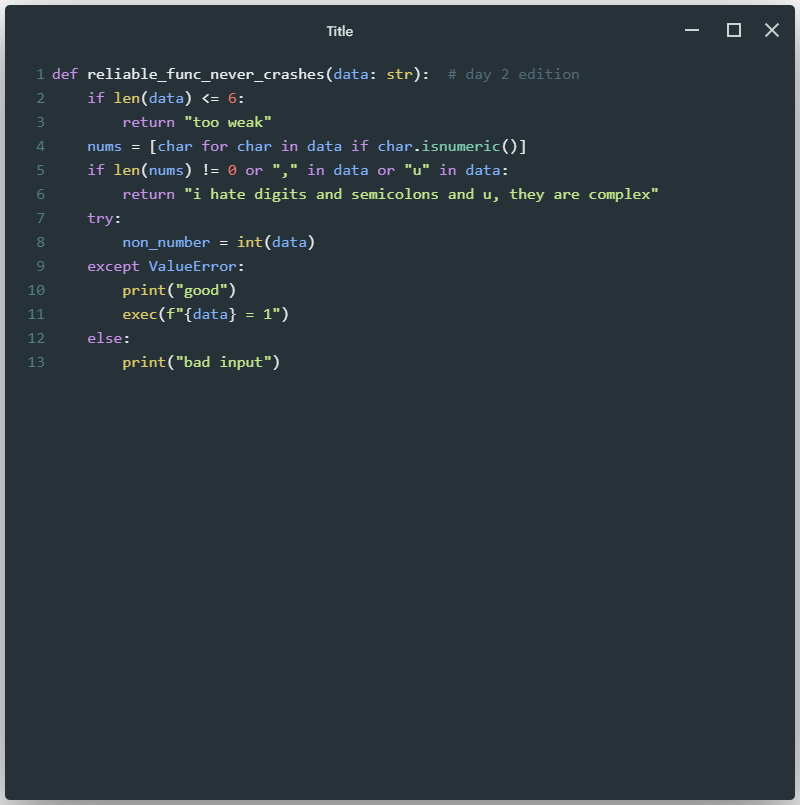 Title
1 def reliable_func_never_crashes(data: str):  # day 2 edition
2     if len(data) <= 6:
3         return "too weak"
4     nums = [char for char in data if char.isnumeric()]
5     if len(nums) != 0 or "," in data or "u" in data:
6         return "i hate digits and semicolons and u, they are complex"
7     try:
8         non_number = int(data)
9     except ValueError:
10         print("good")
11         exec(f"{data} = 1")
12     else:
13         print("bad input")